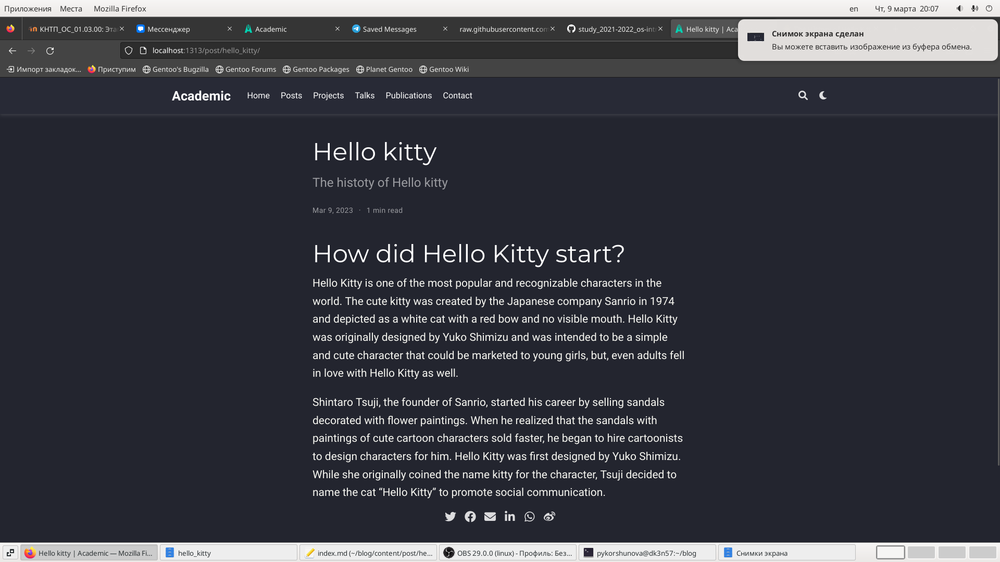 Приложения Места Mozilla Firefox en Чт, 9 марта 20:07
КНТП_ОС_01.03.00: Эта Мессенджер Academic Saved Messages raw.githubusercontent.com study_2021-2022_os-int Hello kitty | Aca
Снимок экрана сделан
Вы можете вставить изображение из буфера обмена.
localhost:1313/post/hello_kitty/
Импорт закладок... Приступим Gentoo's Bugzilla Gentoo Forums Gentoo Packages Planet Gentoo Gentoo Wiki
Academic Home Posts Projects Talks Publications Contact
Hello kitty
The histoty of Hello kitty
Mar 9, 2023 · 1 min read
How did Hello Kitty start?
Hello Kitty is one of the most popular and recognizable characters in the
world. The cute kitty was created by the Japanese company Sanrio in 1974
and depicted as a white cat with a red bow and no visible mouth. Hello Kitty
was originally designed by Yuko Shimizu and was intended to be a simple
and cute character that could be marketed to young girls, but, even adults fell
in love with Hello Kitty as well.
Shintaro Tsuji, the founder of Sanrio, started his career by selling sandals
decorated with flower paintings. When he realized that the sandals with
paintings of cute cartoon characters sold faster, he began to hire cartoonists
to design characters for him. Hello Kitty was first designed by Yuko Shimizu.
While she originally coined the name kitty for the character, Tsuji decided to
name the cat “Hello Kitty” to promote social communication.
Hello kitty | Academic — Mozilla Fi... hello_kitty index.md (~/blog/content/post/he... OBS 29.0.0 (linux) - Профиль: Без... pykorshunova@dk3n57:~/blog Снимки экрана